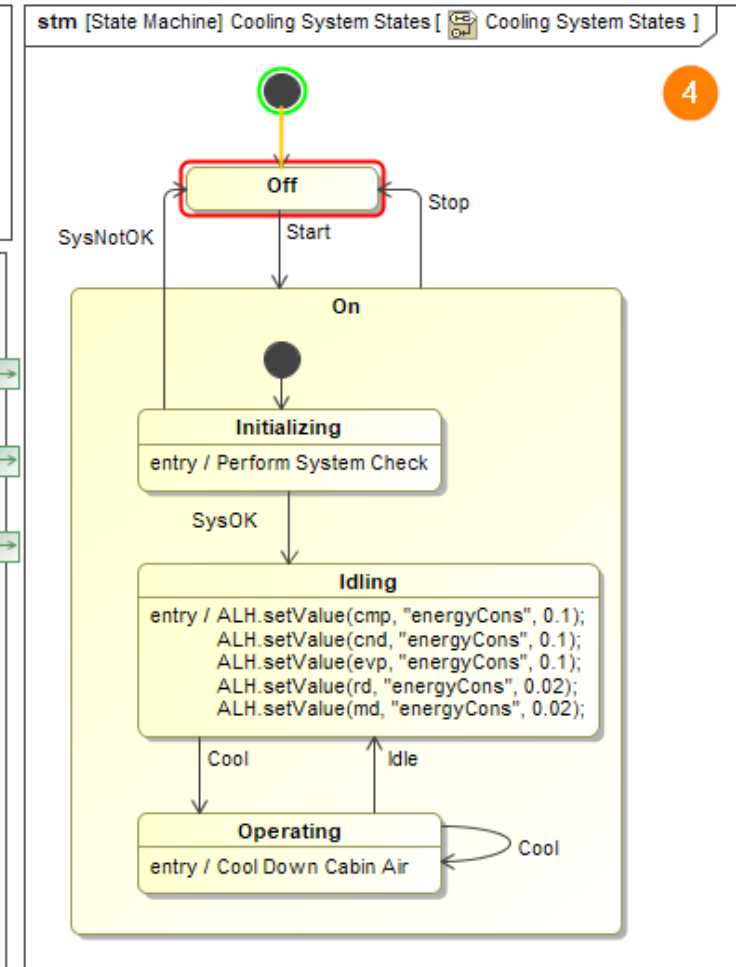 stm [State Machine] Cooling System States [ Cooling System States ]
4
Off
Stop
SysNotOK
Start
On
Initializing
entry / Perform System Check
SysOK
Idling
entry / ALH.setValue(cmp, "energyCons", 0.1);
ALH.setValue(cnd, "energyCons", 0.1);
ALH.setValue(evp, "energyCons", 0.1);
ALH.setValue(rd, "energyCons", 0.02);
ALH.setValue(md, "energyCons", 0.02);
Cool
Idle
Operating
entry / Cool Down Cabin Air
Cool